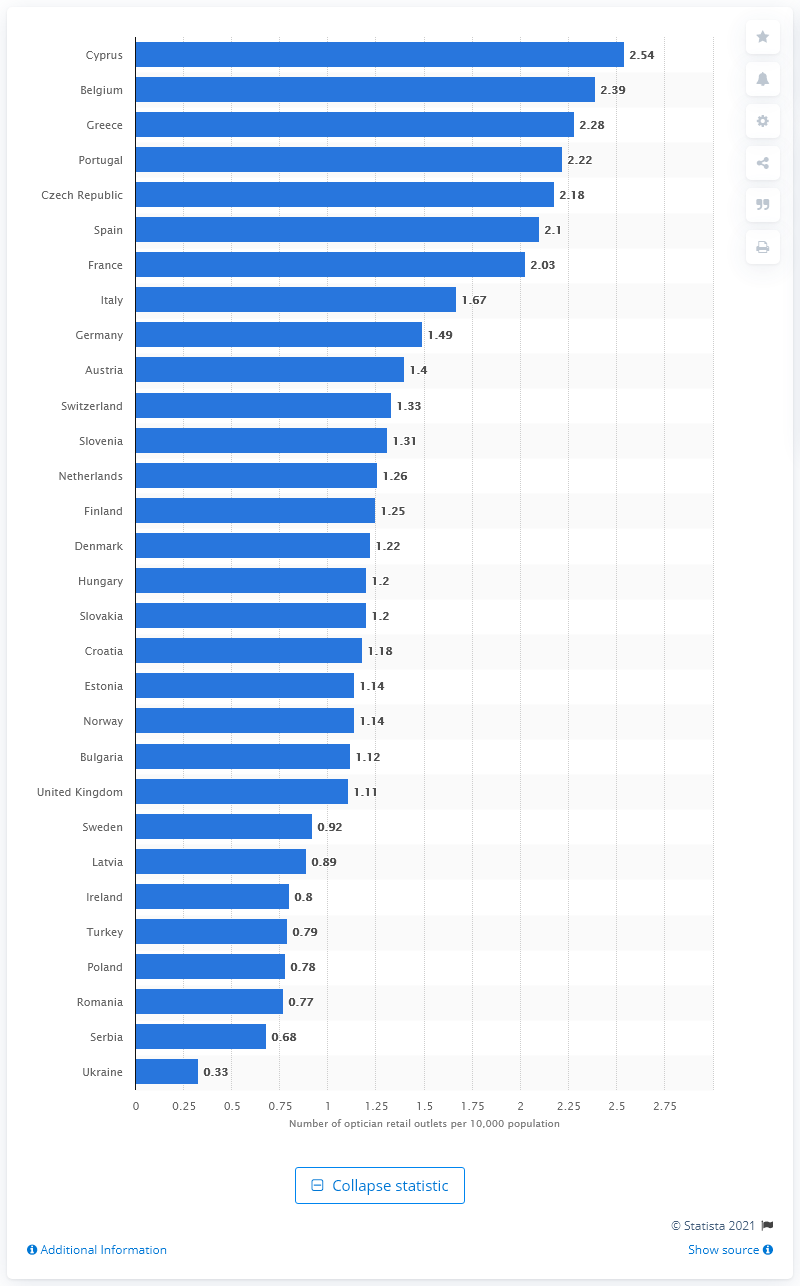 Cyprus 2.54
Belgium 2.39
Greece 2.28
Portugal 2.22
Czech Republic 2.18
Spain 2.1
France 2.03
Italy 1.67
Germany 1.49
Austria 1.4
Switzerland 1.33
Slovenia 1.31
Netherlands 1.26
Finland 1.25
Denmark 1.22
Hungary 1.2
Slovakia 1.2
Croatia 1.18
Estonia 1.14
Norway 1.14
Bulgaria 1.12
United Kingdom 1.11
Sweden 0.92
Latvia 0.89
Ireland 0.8
Turkey 0.79
Poland 0.78
Romania 0.77
Serbia 0.68
Ukraine 0.33
0 0.25 0.5 0.75 1 1.25 1.5 1.75 2 2.25 2.5 2.75
Number of optician retail outlets per 10,000 population
Collapse statistic
© Statista 2021
Additional Information Show source